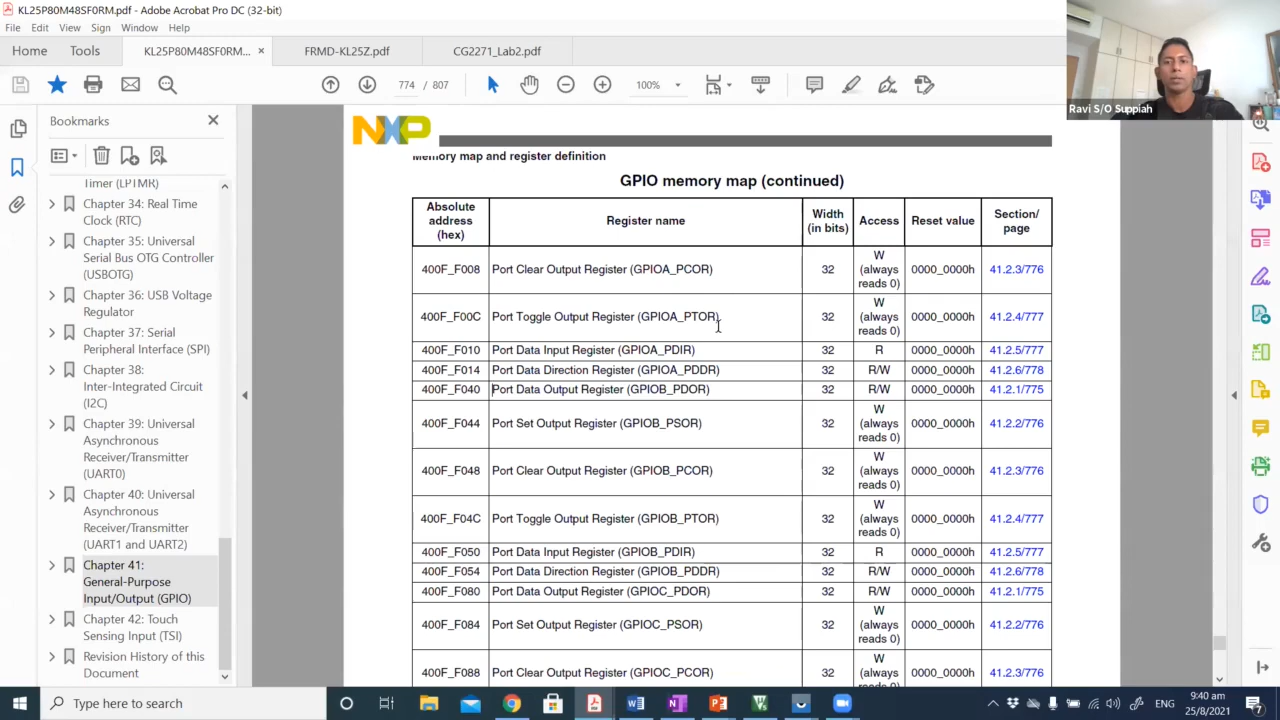 KL25P80M48SF0RM.pdf - Adobe Acrobat Pro DC (32-bit)
File Edit View Sign Window Help
Home Tools KL25P80M48SF0RM... × FRMD-KL25Z.pdf CG2271_Lab2.pdf
774 / 807 100%
Ravi S/O Suppiah
Bookmarks
Timer (LPTMR)
Chapter 34: Real Time
Clock (RTC)
Chapter 35: Universal
Serial Bus OTG Controller
(USBOTG)
Chapter 36: USB Voltage
Regulator
Chapter 37: Serial
Peripheral Interface (SPI)
Chapter 38:
Inter-Integrated Circuit
(I2C)
Chapter 39: Universal
Asynchronous
Receiver/Transmitter
(UART0)
Chapter 40: Universal
Asynchronous
Receiver/Transmitter
(UART1 and UART2)
Chapter 41:
General-Purpose
Input/Output (GPIO)
Chapter 42: Touch
Sensing Input (TSI)
Revision History of this
Document
NXP
Memory map and register definition
GPIO memory map (continued)
Absolute
address
(hex)
Register name
Width
(in bits)
Access
Reset value
Section/
page
400F_F008 Port Clear Output Register (GPIOA_PCOR) 32 W (always reads 0) 0000_0000h 41.2.3/776
400F_F00C Port Toggle Output Register (GPIOA_PTOR) 32 W (always reads 0) 0000_0000h 41.2.4/777
400F_F010 Port Data Input Register (GPIOA_PDIR) 32 R 0000_0000h 41.2.5/777
400F_F014 Port Data Direction Register (GPIOA_PDDR) 32 R/W 0000_0000h 41.2.6/778
400F_F040 Port Data Output Register (GPIOB_PDOR) 32 R/W 0000_0000h 41.2.1/775
400F_F044 Port Set Output Register (GPIOB_PSOR) 32 W (always reads 0) 0000_0000h 41.2.2/776
400F_F048 Port Clear Output Register (GPIOB_PCOR) 32 W (always reads 0) 0000_0000h 41.2.3/776
400F_F04C Port Toggle Output Register (GPIOB_PTOR) 32 W (always reads 0) 0000_0000h 41.2.4/777
400F_F050 Port Data Input Register (GPIOB_PDIR) 32 R 0000_0000h 41.2.5/777
400F_F054 Port Data Direction Register (GPIOB_PDDR) 32 R/W 0000_0000h 41.2.6/778
400F_F080 Port Data Output Register (GPIOC_PDOR) 32 R/W 0000_0000h 41.2.1/775
400F_F084 Port Set Output Register (GPIOC_PSOR) 32 W (always reads 0) 0000_0000h 41.2.2/776
400F_F088 Port Clear Output Register (GPIOC_PCOR) 32 W (always reads 0) 0000_0000h 41.2.3/776
Type here to search
ENG
9:40 am
25/8/2021
7